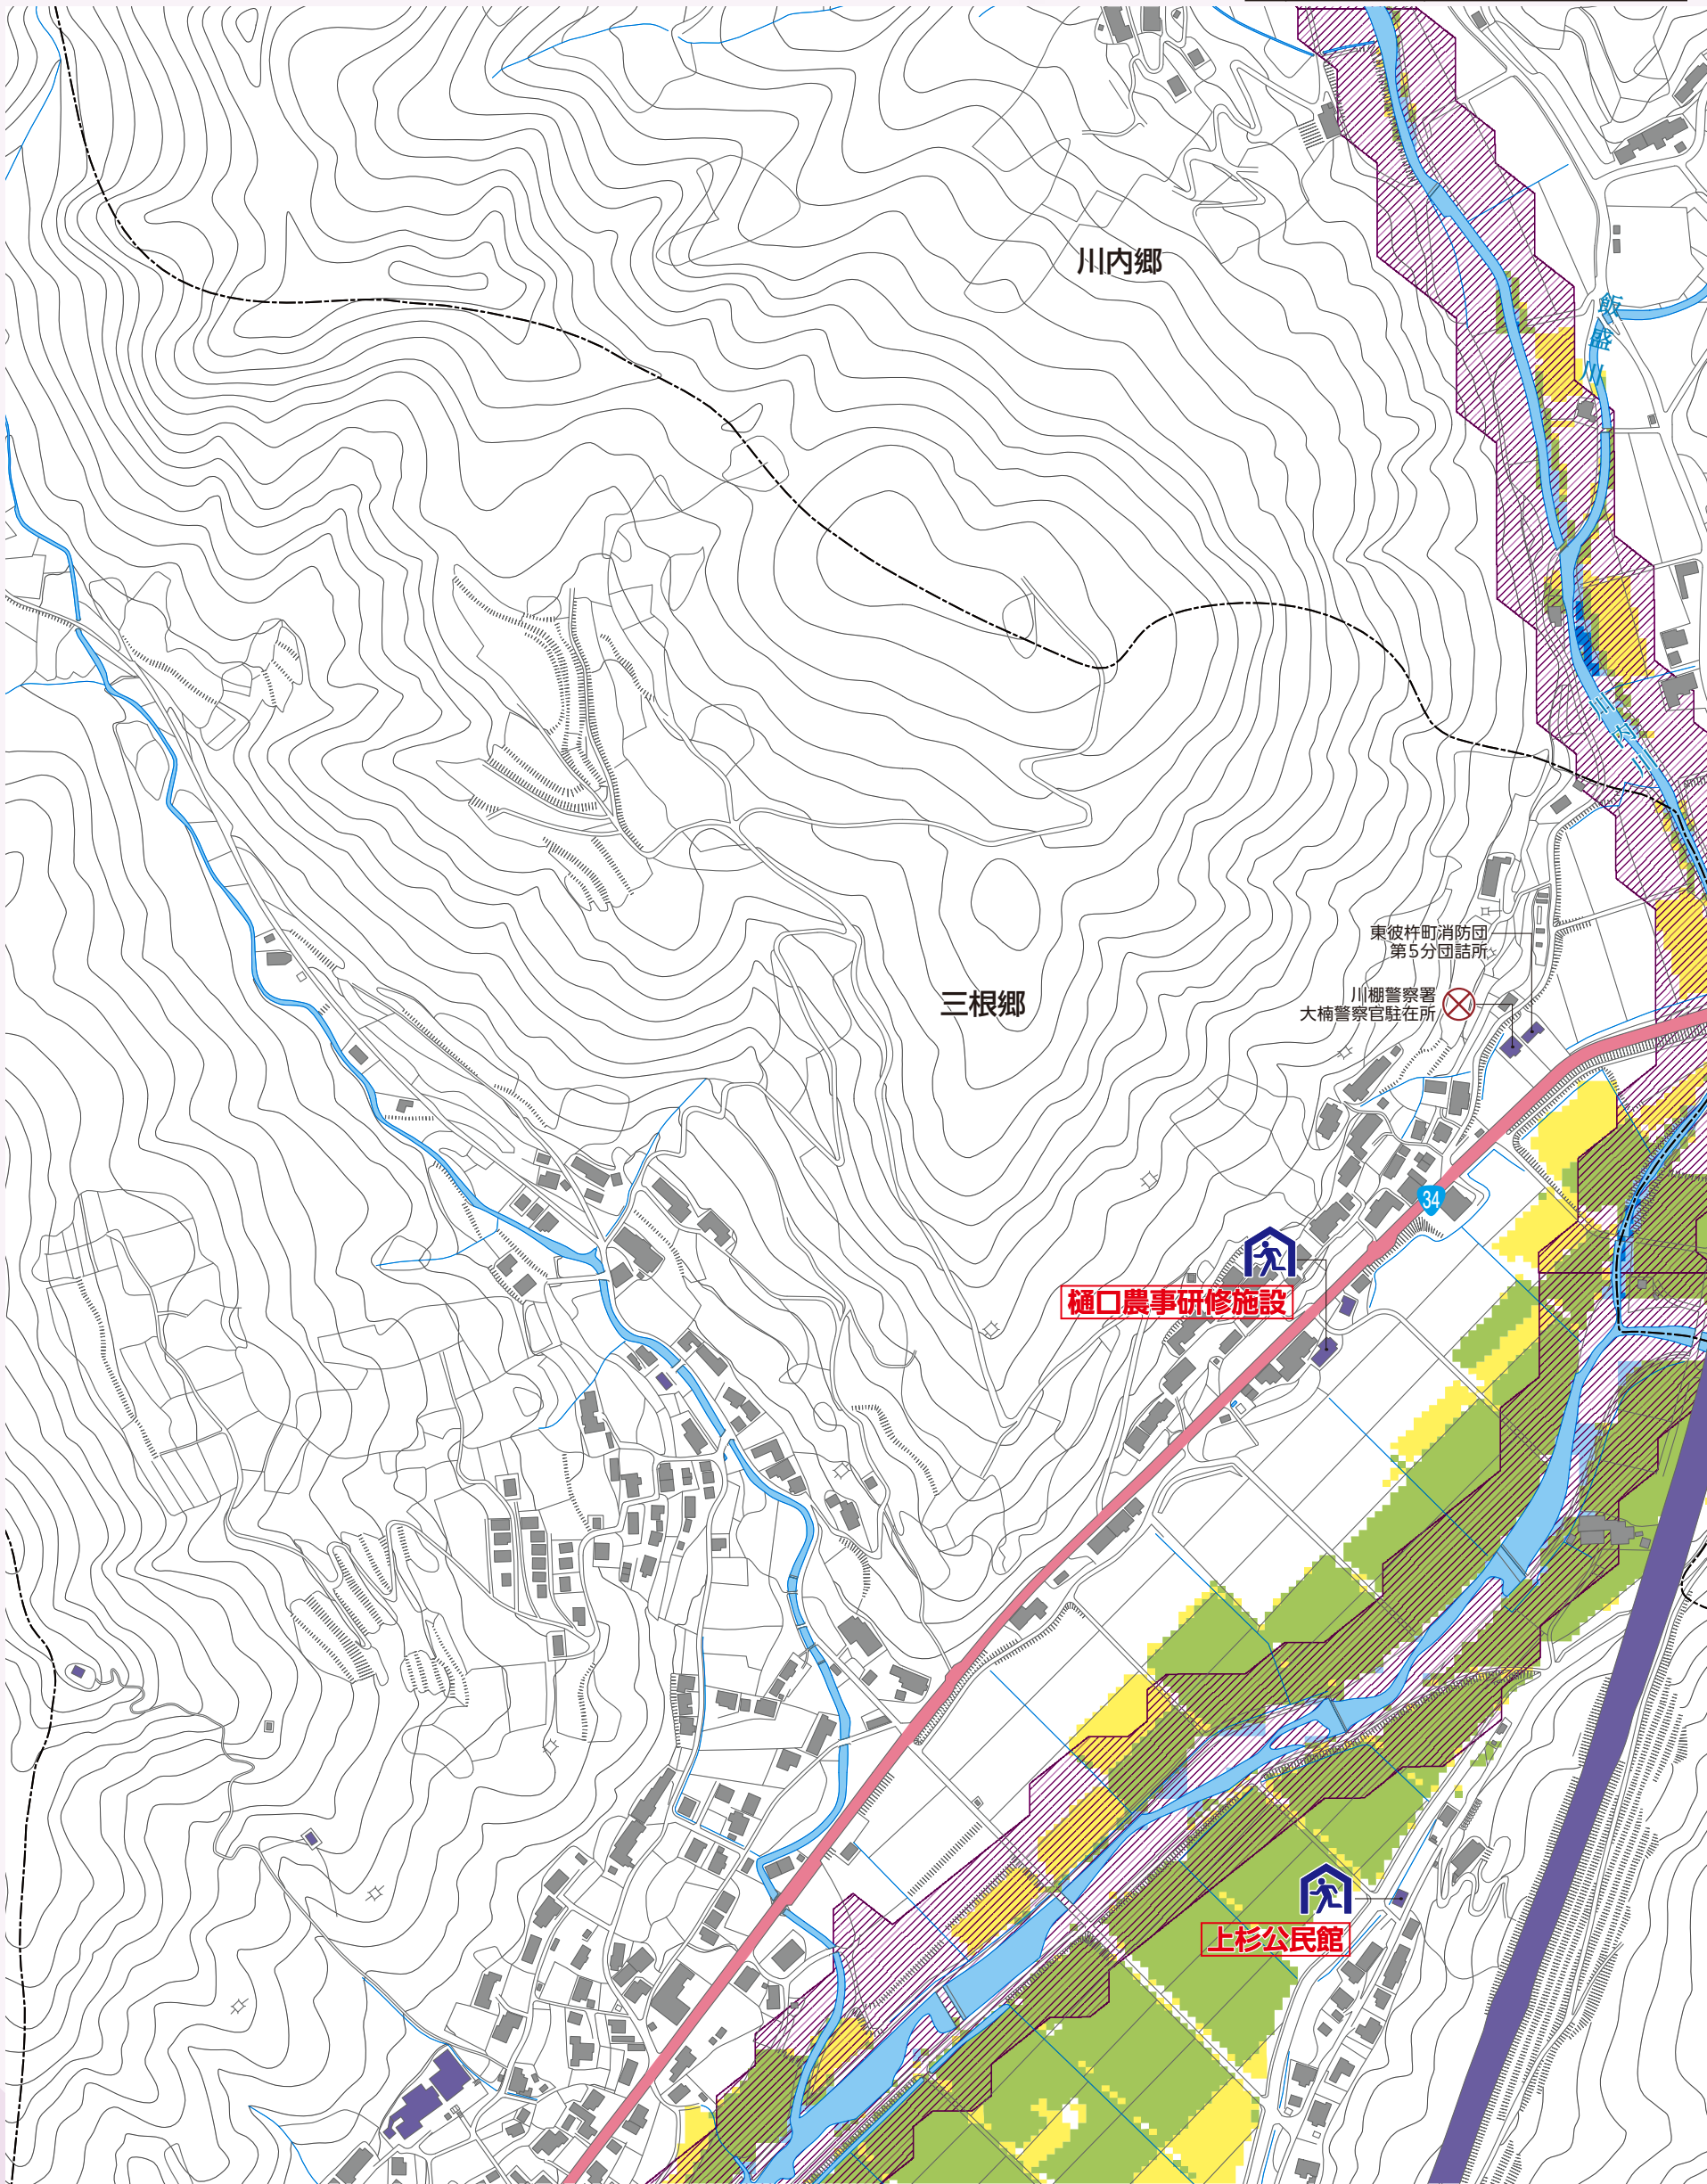 川内郷
飯盛川
三根郷
東彼杵町消防団
第5分団詰所
川棚警察署
大楠警察官駐在所
34
樋口農事研修施設
上杉公民館